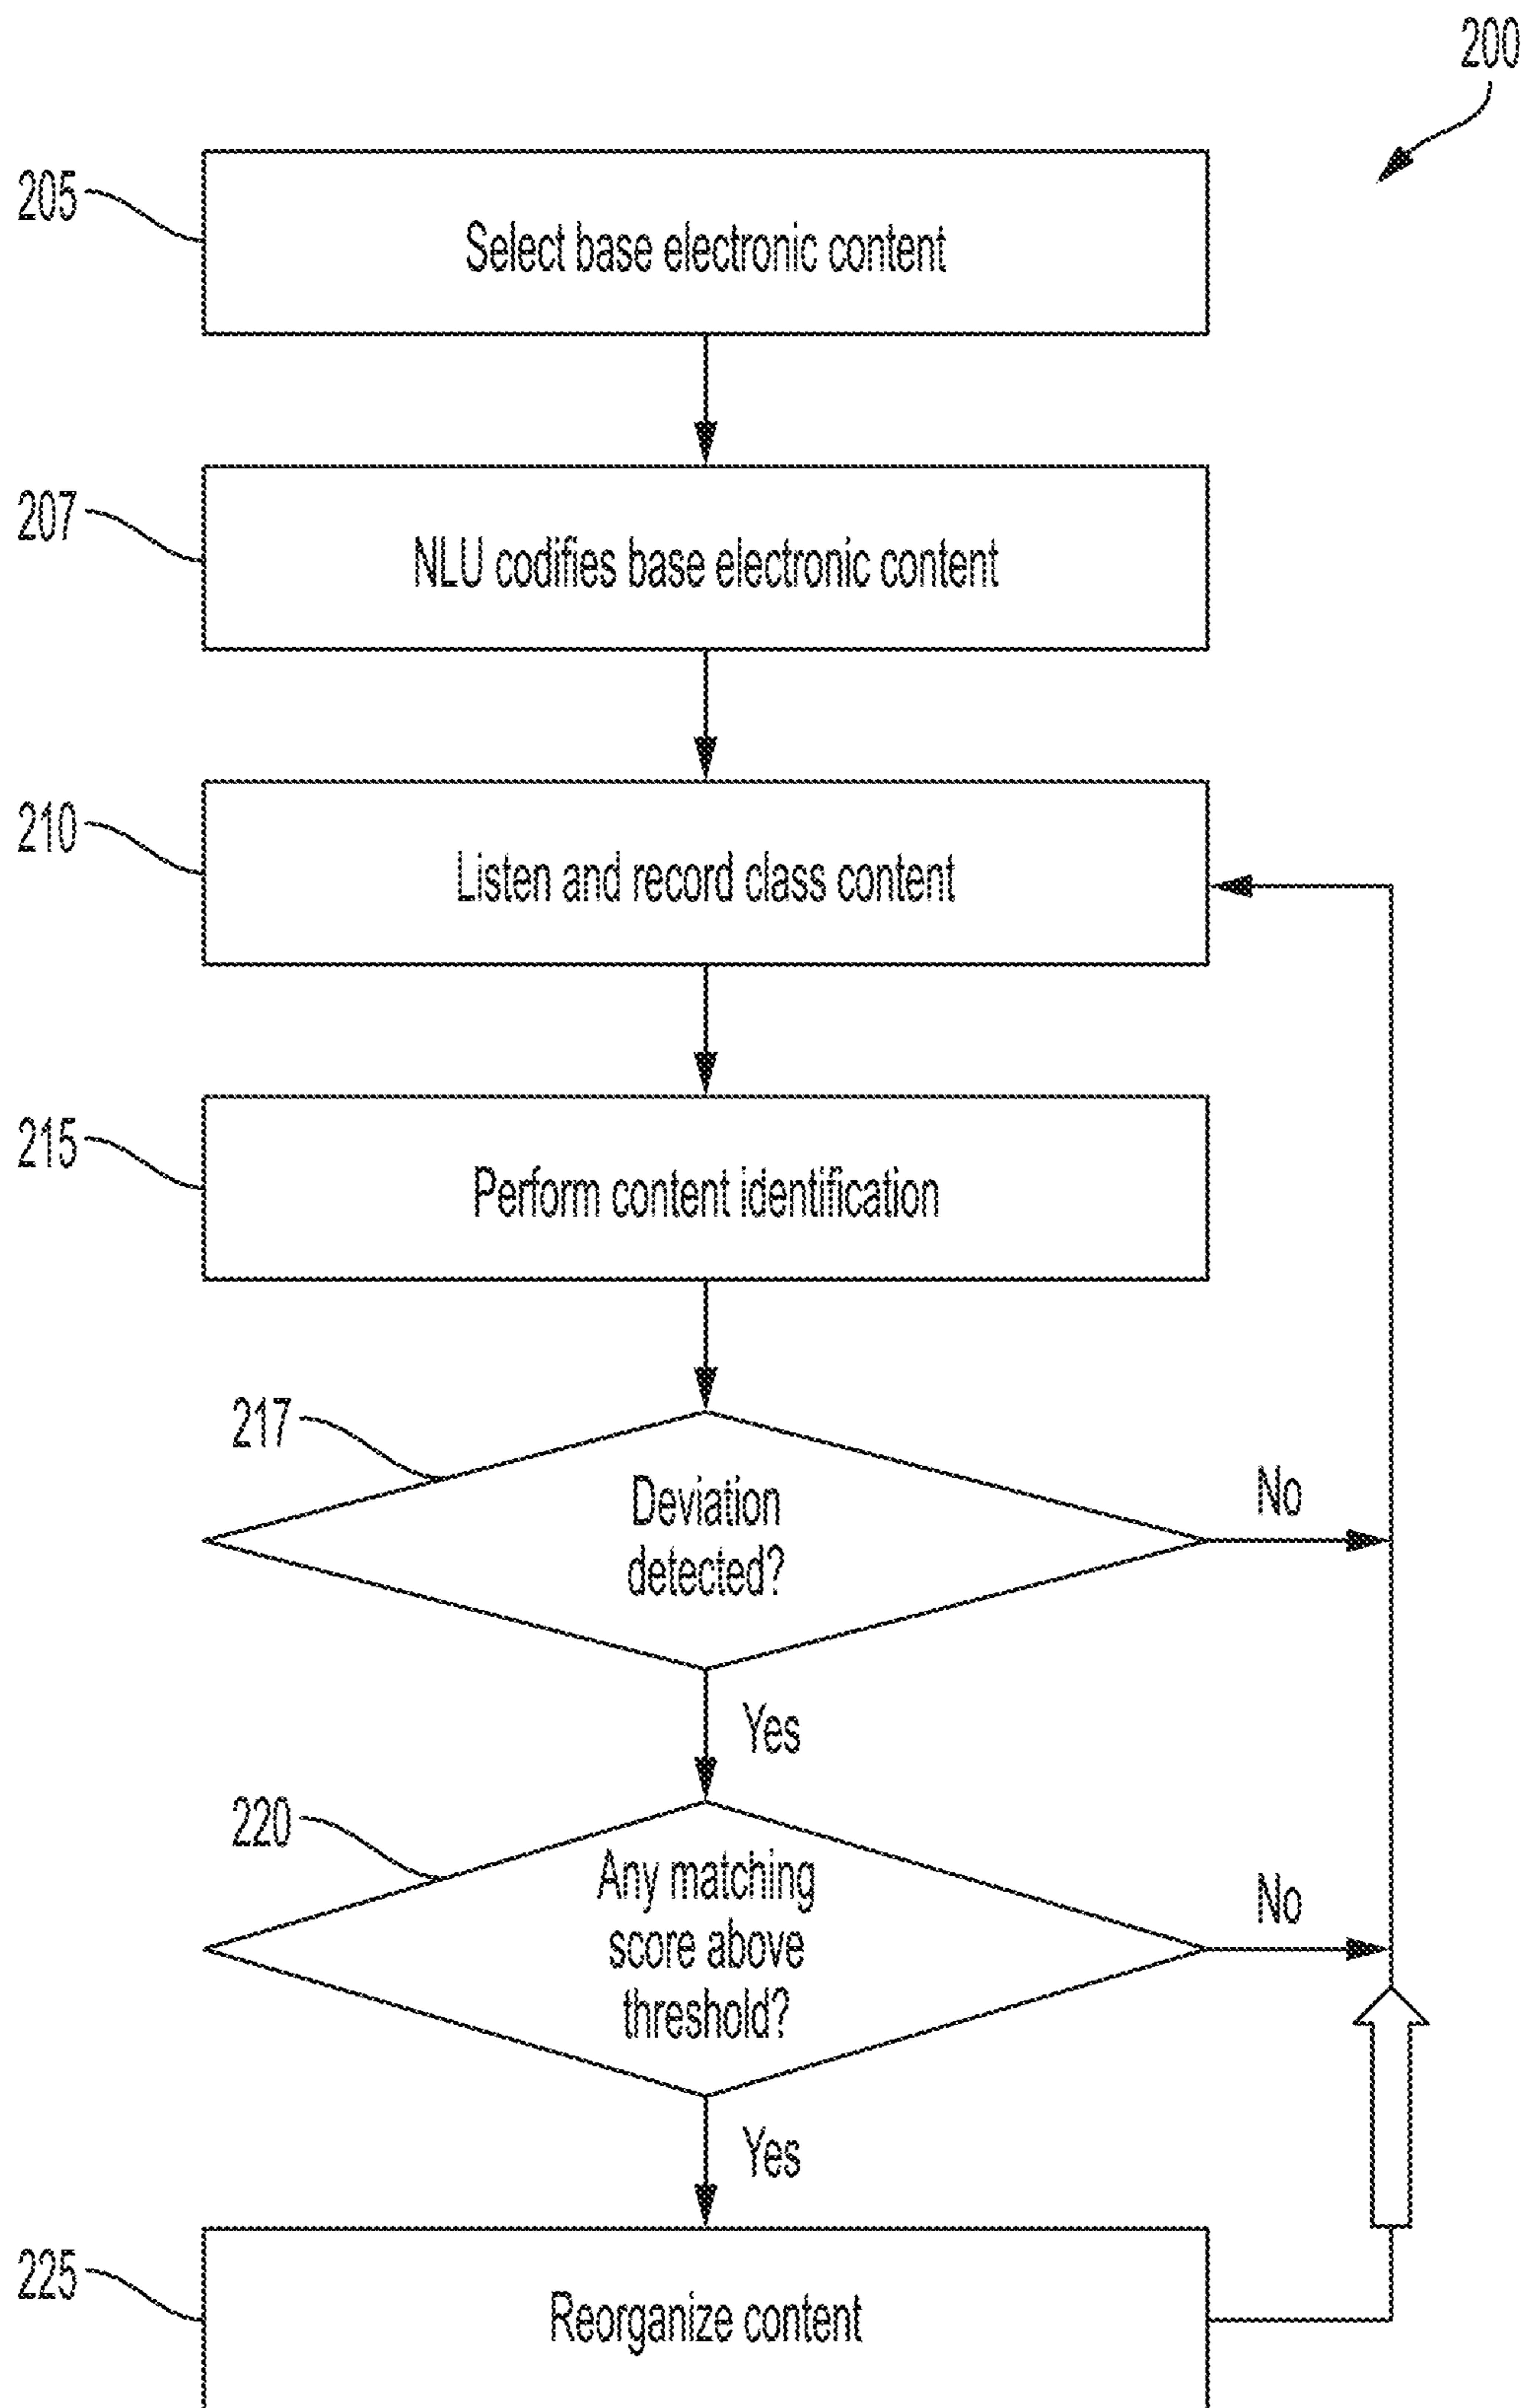 200
205
Select base electronic content
207
NLU codifies base electronic content
210
Listen and record class content
215
Perform content identification
217
Deviation
detected?
No
Yes
220
Any matching
score above
threshold?
No
Yes
225
Reorganize content